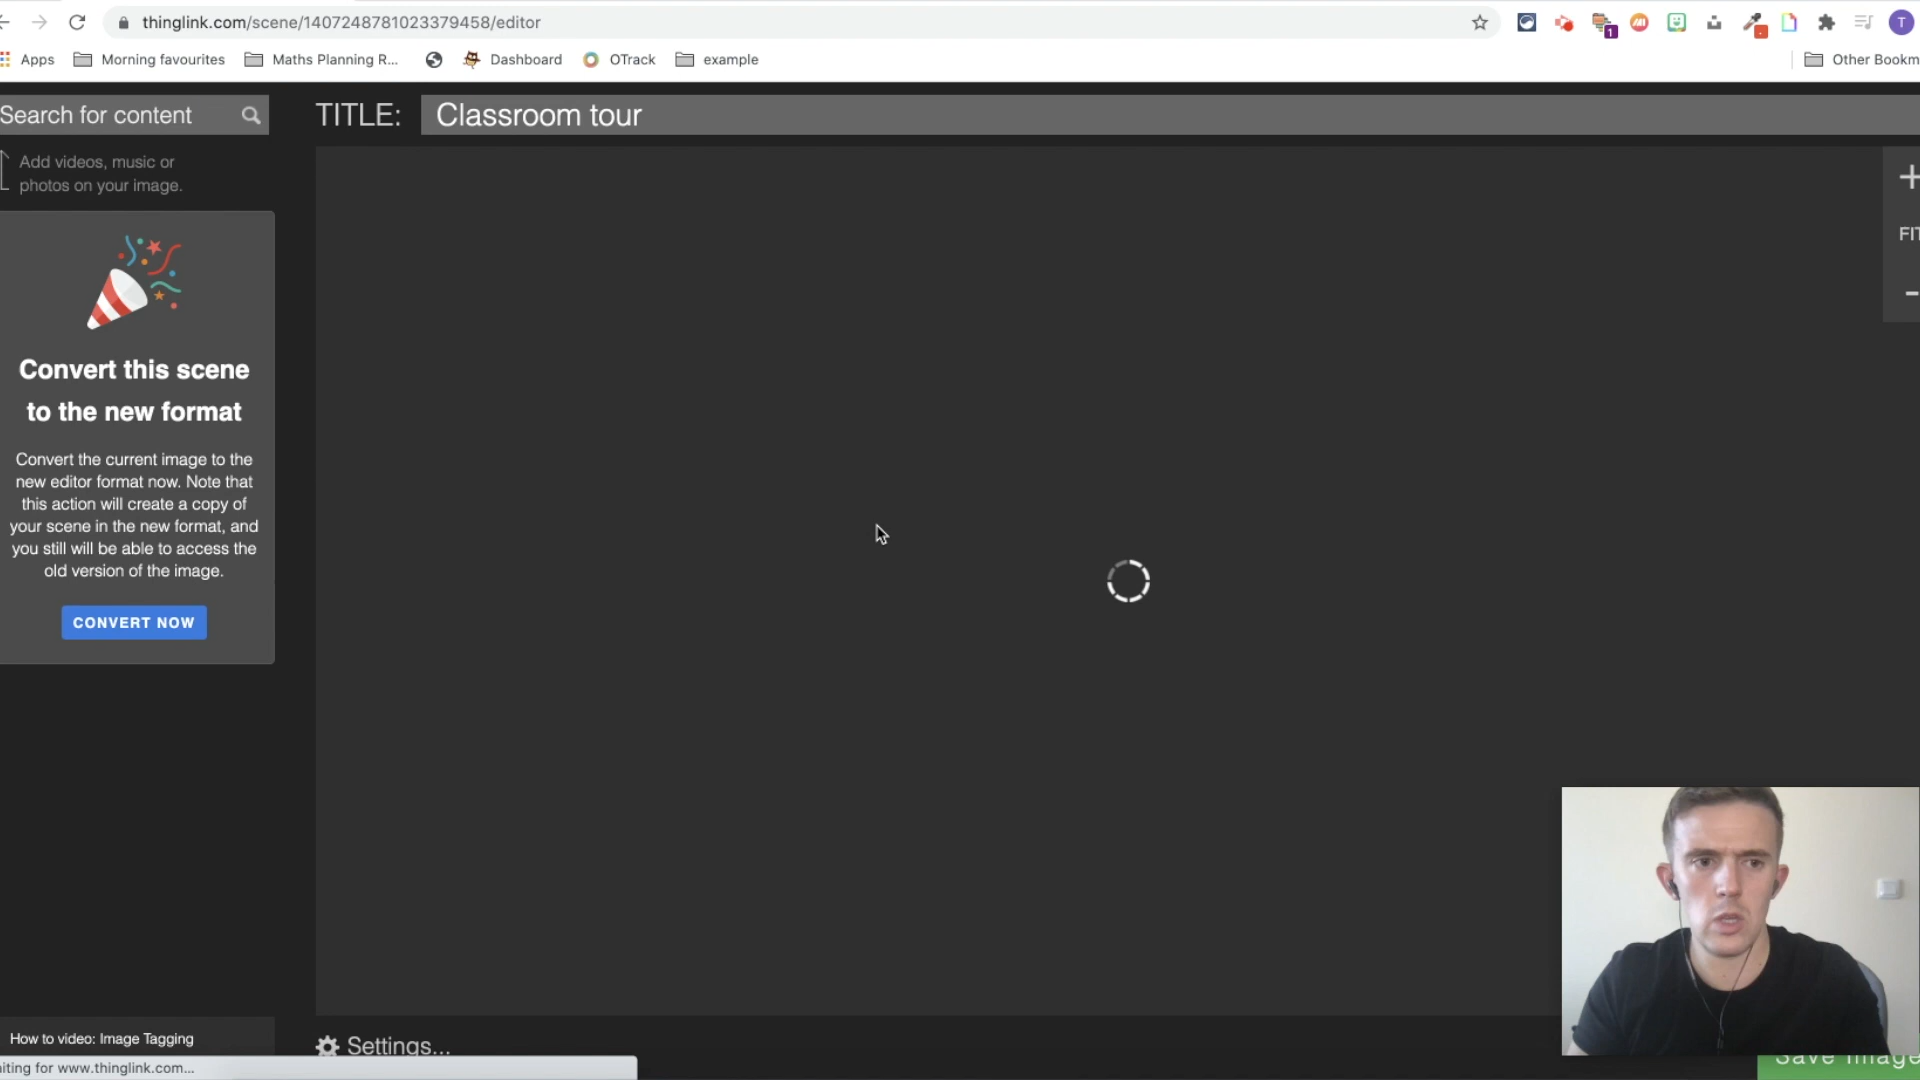 thinglink.com/scene/1407248781023379458/editor
1
T
Apps
Morning favourites
Maths Planning R...
Dashboard
OTrack
example
Other Bookm
Search for content
TITLE:
Classroom tour
Add videos, music or
photos on your image.
+
FIT
-
Convert this scene
to the new format
Convert the current image to the
new editor format now. Note that
this action will create a copy of
your scene in the new format, and
you still will be able to access the
old version of the image.
CONVERT NOW
How to video: Image Tagging
Settings...
Save Image
iting for www.thinglink.com...